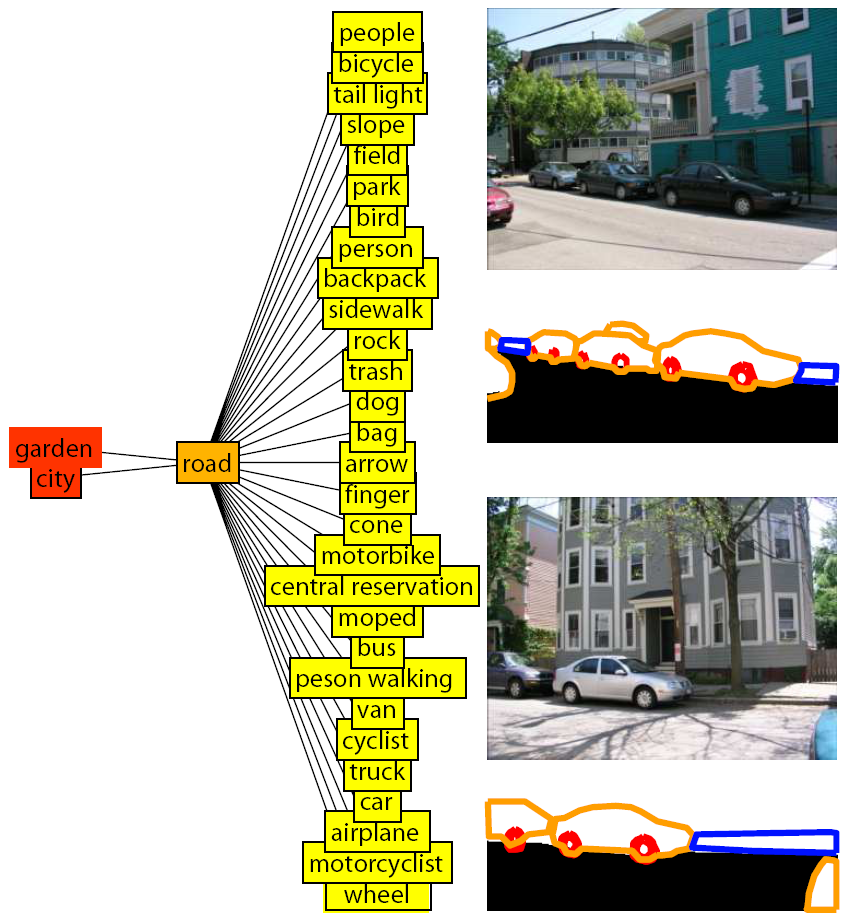 people
bicycle
tail light
slope
field
park
bird
person
backpack
sidewalk
rock
trash
dog
bag
garden
road
arrow
city
finger
cone
motorbike
central reservation
moped
bus
peson walking
van
cyclist
truck
car
airplane
motorcyclist
wheel